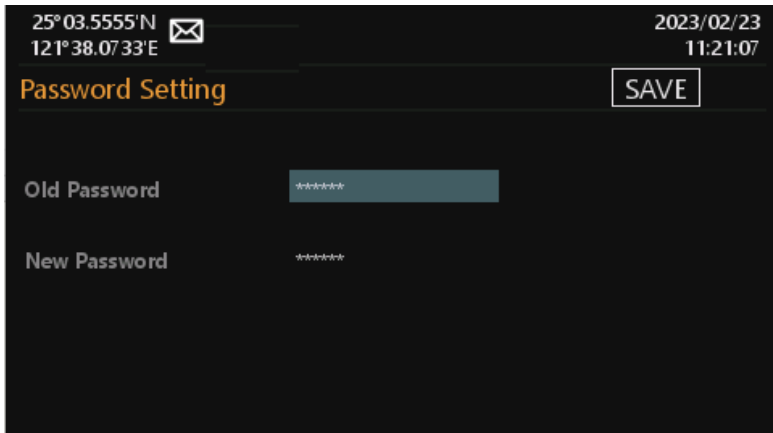 25°03.5555'N
121°38.0733'E
2023/02/23
11:21:07
Password Setting
SAVE
Old Password ******
New Password ******